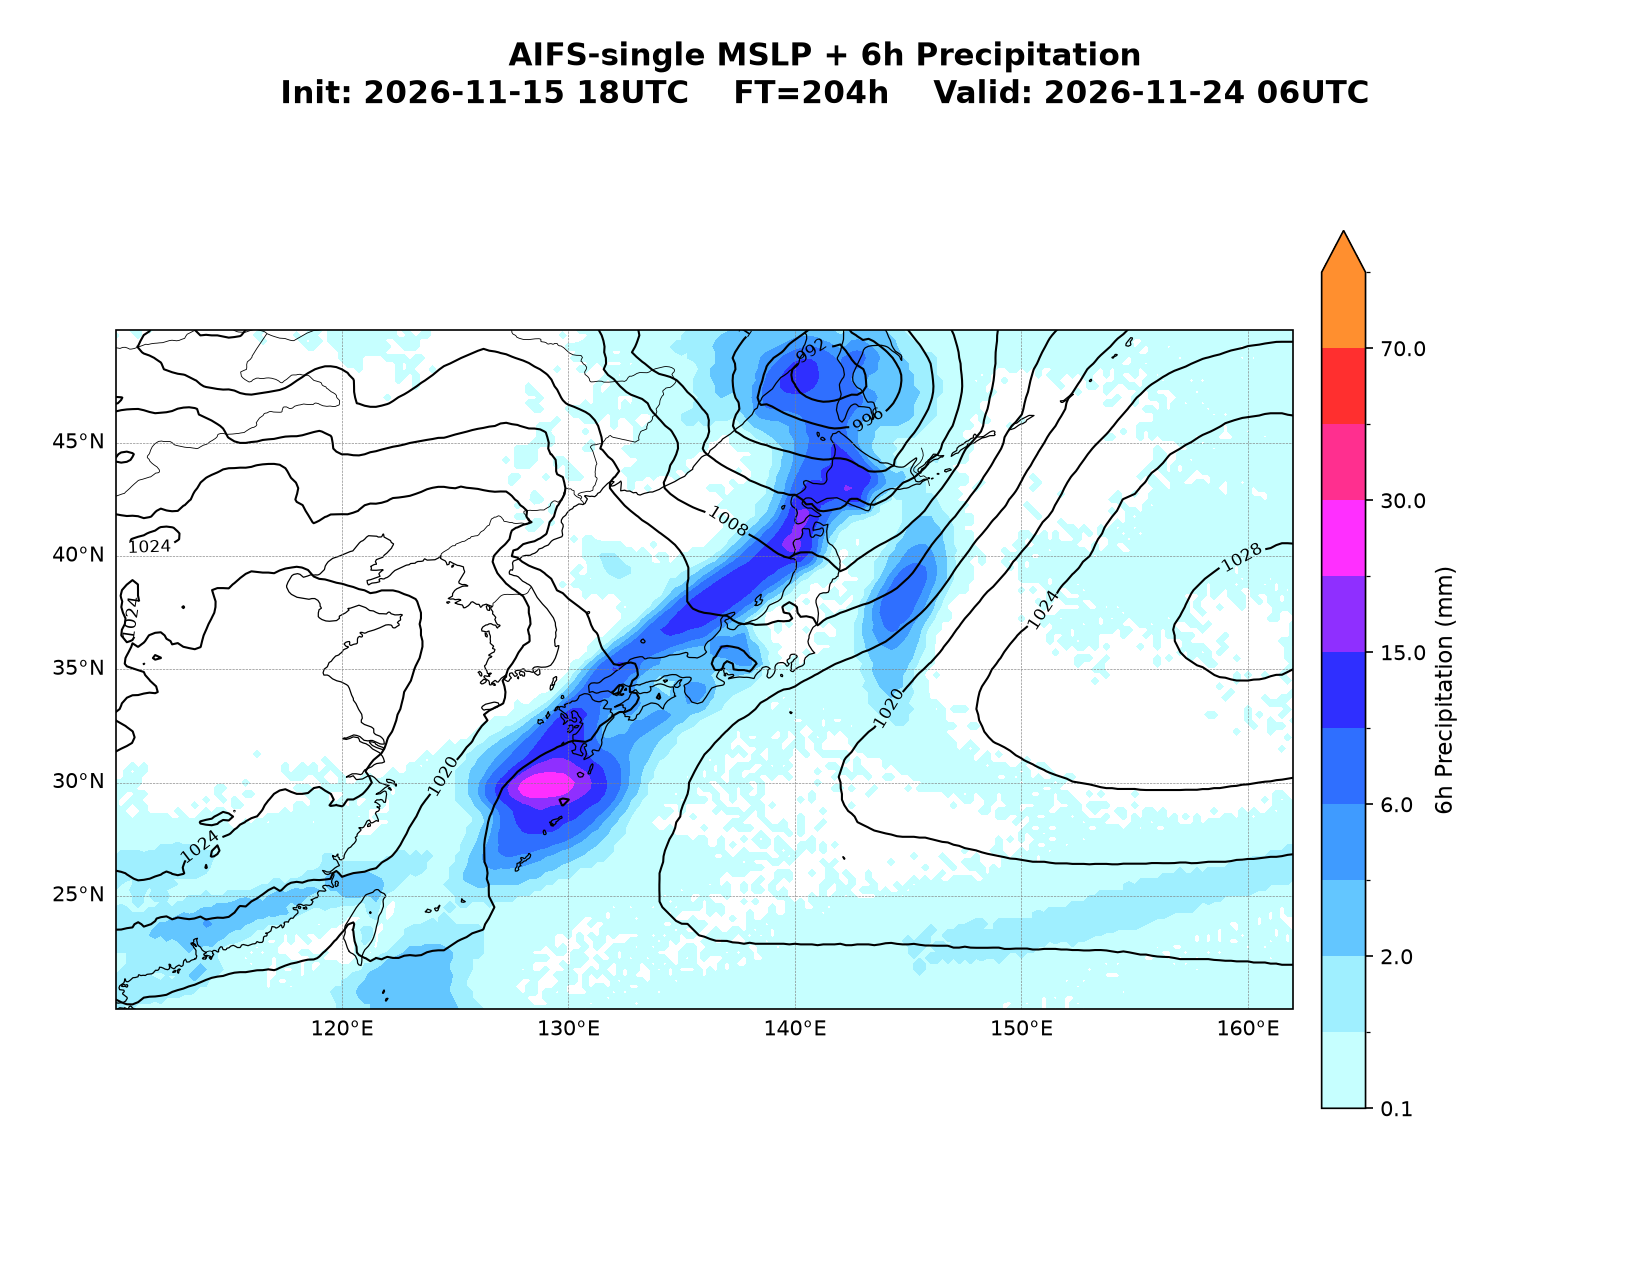 AIFS-single MSLP + 6h Precipitation
Init: 2026-11-15 18UTC    FT=204h    Valid: 2026-11-24 06UTC
45°N
40°N
35°N
30°N
25°N
120°E
130°E
140°E
150°E
160°E
992
996
1008
1024
1024
1024
1020
1020
1024
1028
70.0
30.0
15.0
6.0
2.0
0.1
6h Precipitation (mm)